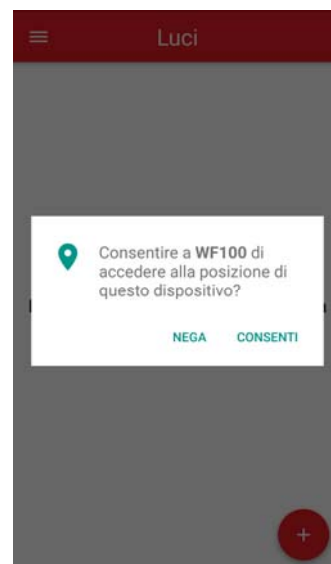 Luci
Consentire a WF100 di
accedere alla posizione di
questo dispositivo?
NEGA CONSENTI
+